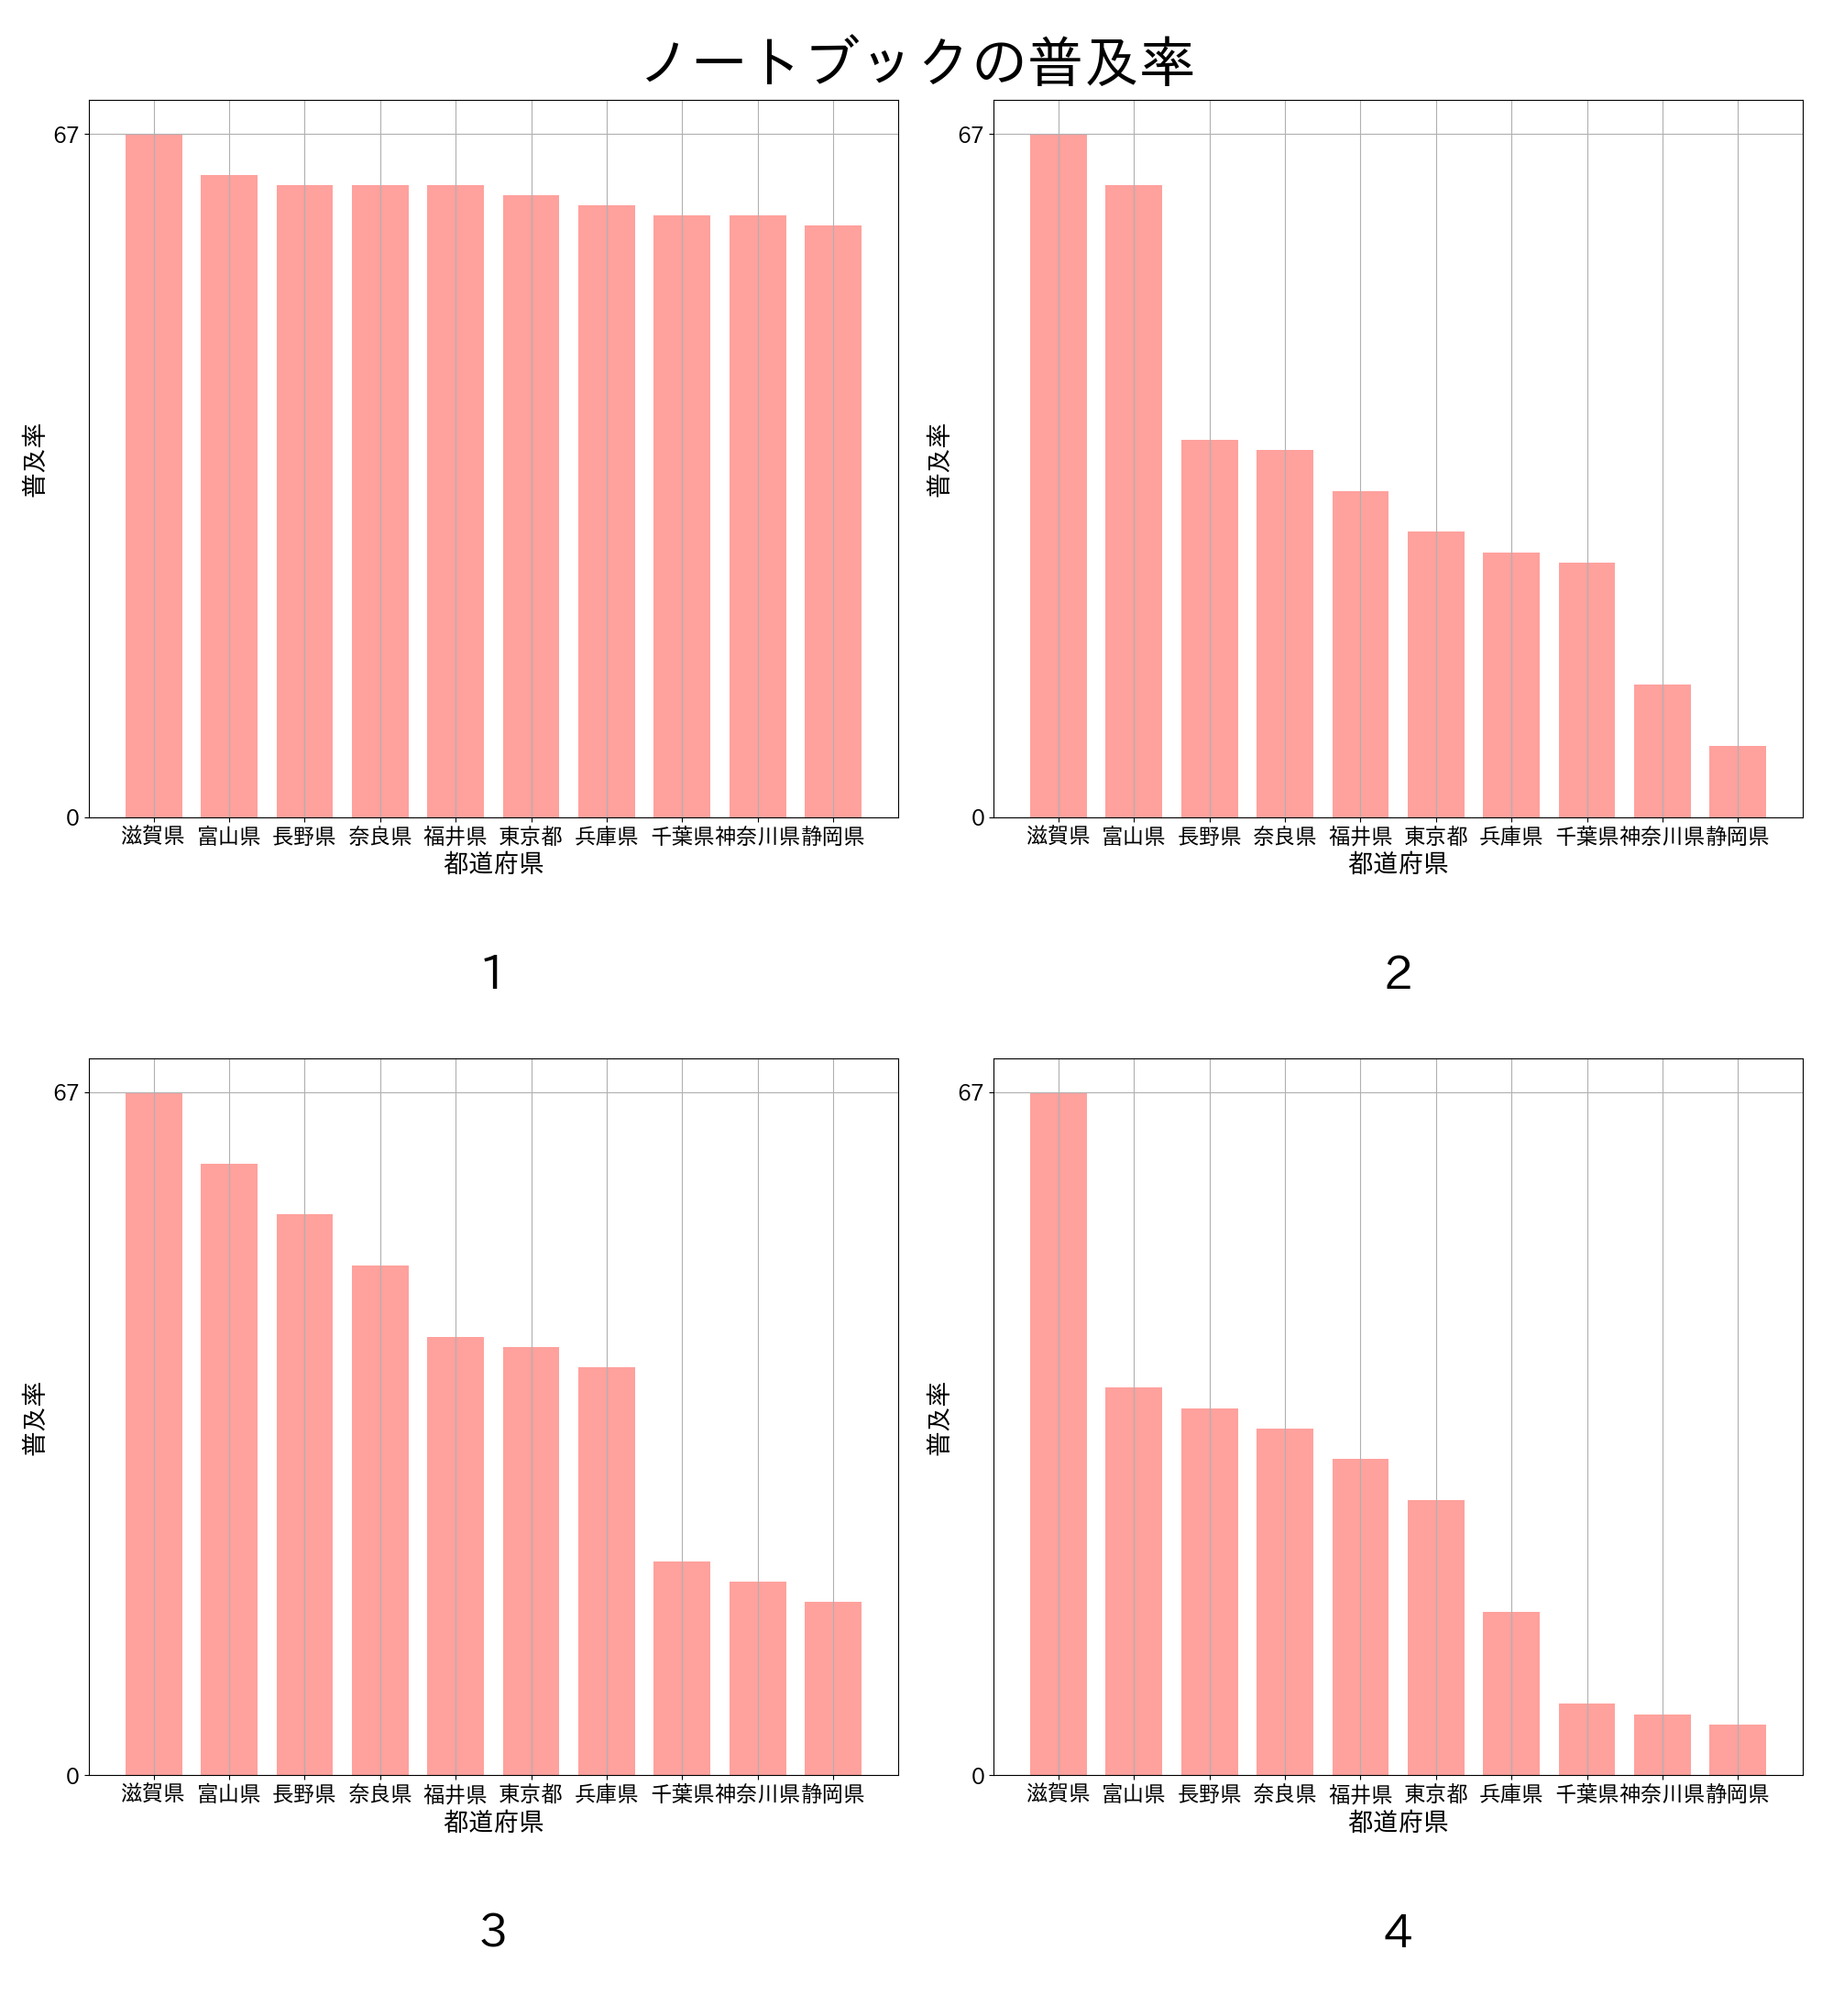 ノートブックの普及率
67
普及率
0
滋賀県 富山県 長野県 奈良県 福井県 東京都 兵庫県 千葉県 神奈川県 静岡県
都道府県
1
67
普及率
0
滋賀県 富山県 長野県 奈良県 福井県 東京都 兵庫県 千葉県 神奈川県 静岡県
都道府県
2
67
普及率
0
滋賀県 富山県 長野県 奈良県 福井県 東京都 兵庫県 千葉県 神奈川県 静岡県
都道府県
3
67
普及率
0
滋賀県 富山県 長野県 奈良県 福井県 東京都 兵庫県 千葉県 神奈川県 静岡県
都道府県
4